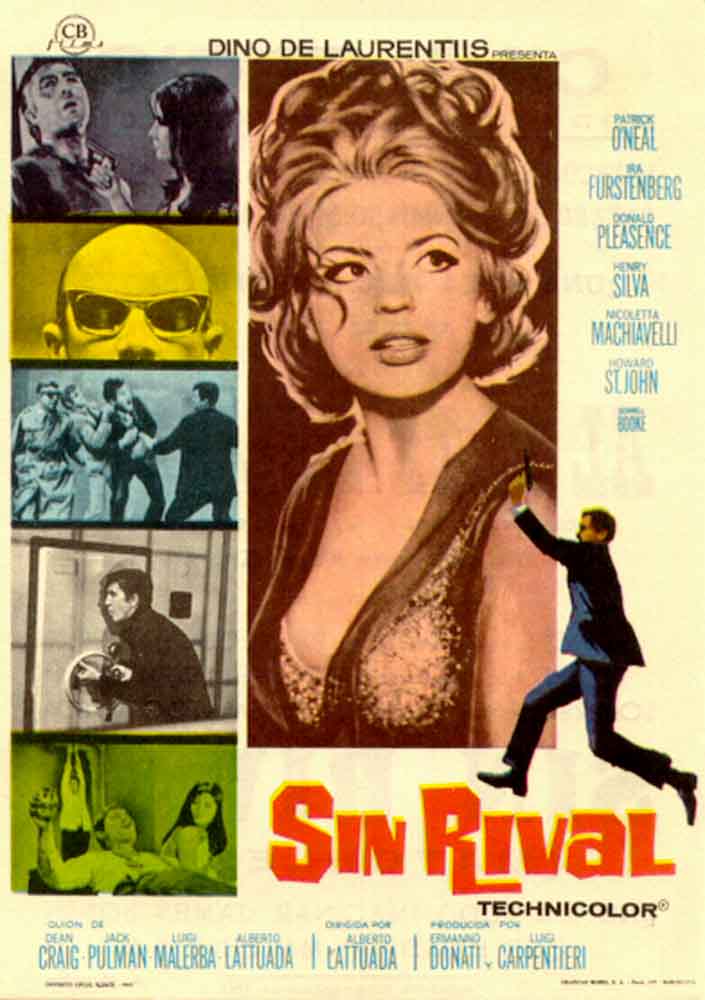 CB
films
DINO DE LAURENTIIS PRESENTA
PATRICK
O'NEAL
IRA
FURSTENBERG
DONALD
PLEASENCE
HENRY
SILVA
NICOLETTA
MACHIAVELLI
HOWARD
ST. JOHN
BOOKE
SIN RIVAL
TECHNICOLOR®
GUION DE
DEAN CRAIG · JACK PULMAN · LUIGI MALERBA · ALBERTO LATTUADA
DIRIGIDA POR
ALBERTO LATTUADA
PRODUCIDA POR
ERMANNO DONATI y LUIGI CARPENTIERI